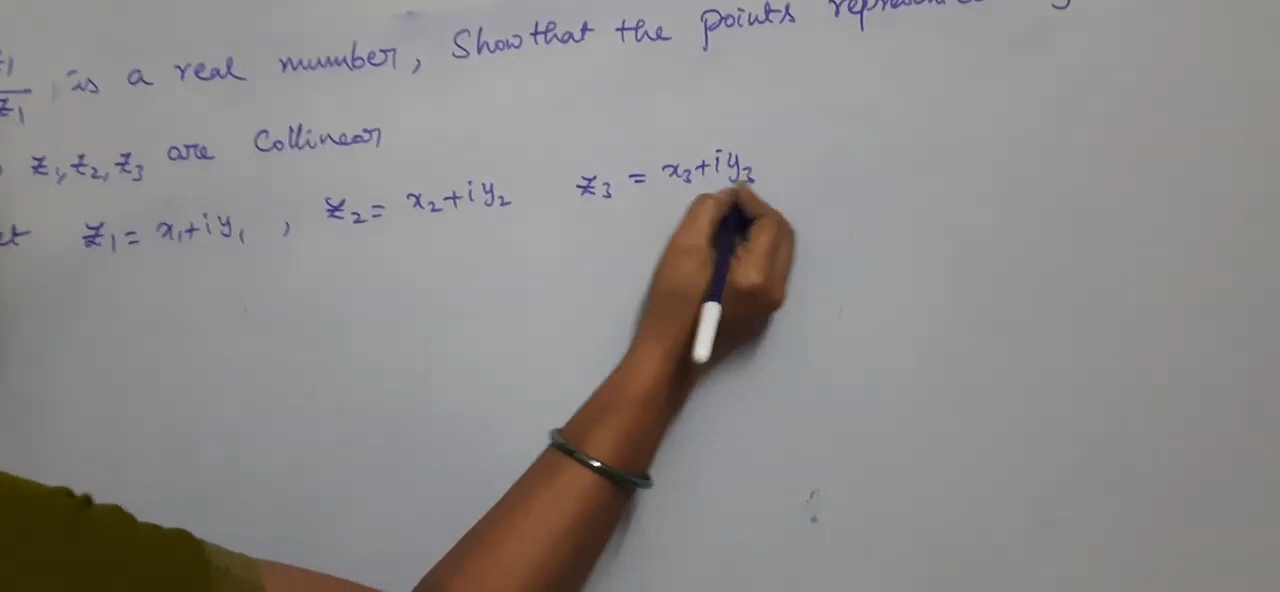 z1 is a real number, Show that the points
z1, z2, z3 are Collinear
z1 = x1+iy1 , z2 = x2+iy2 z3 = x3+iy3